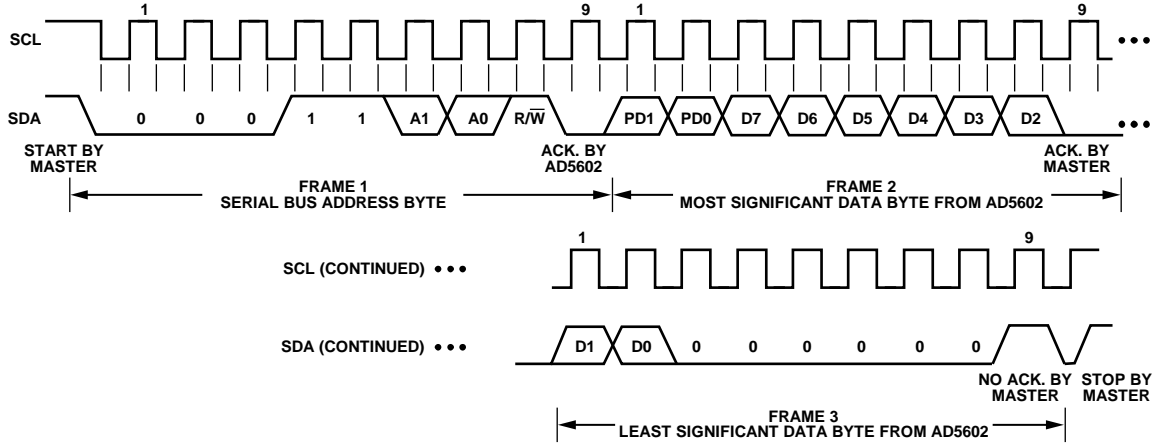 1 9 1 9
SCL
SDA 0 0 0 1 1 A1 A0 R/W̅ PD1 PD0 D7 D6 D5 D4 D3 D2
START BY
MASTER
ACK. BY
AD5602
ACK. BY
MASTER
FRAME 1
SERIAL BUS ADDRESS BYTE
FRAME 2
MOST SIGNIFICANT DATA BYTE FROM AD5602
1 9
SCL (CONTINUED)
SDA (CONTINUED) D1 D0 0 0 0 0 0 0
NO ACK. BY
MASTER
STOP BY
MASTER
FRAME 3
LEAST SIGNIFICANT DATA BYTE FROM AD5602